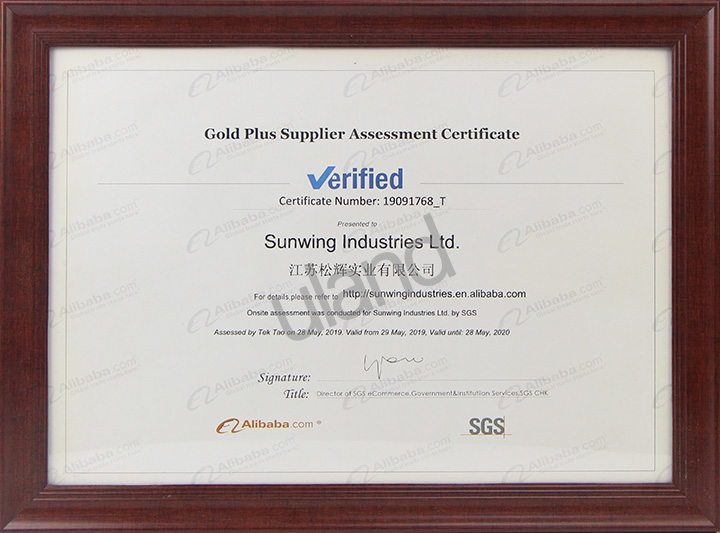 Gold Plus Supplier Assessment Certificate
Verified
Certificate Number: 19091768_T
Presented to
Sunwing Industries Ltd.
江苏松辉实业有限公司
For details,please refer to http://sunwingindustries.en.alibaba.com
Onsite assessment was conducted for Sunwing Industries Ltd. by SGS
Assessed by Tek Tao on 28 May, 2019. Valid from 29 May, 2019, Valid until: 28 May, 2020
uland
Signature:
Title: Director of SGS eCommerce,Government&Institution Services,SGS CHK
Alibaba.com®
SGS